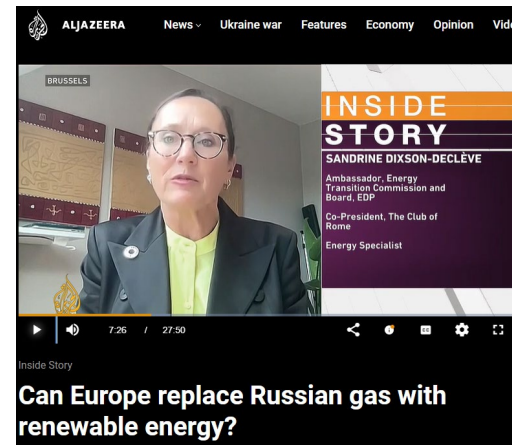 ALJAZEERA News Ukraine war Features Economy Opinion Vide
BRUSSELS
INSIDE
STORY
SANDRINE DIXSON-DECLÈVE
Ambassador, Energy
Transition Commission and
Board, EDP
Co-President, The Club of
Rome
Energy Specialist
7:26 / 27:50
Inside Story
Can Europe replace Russian gas with
renewable energy?